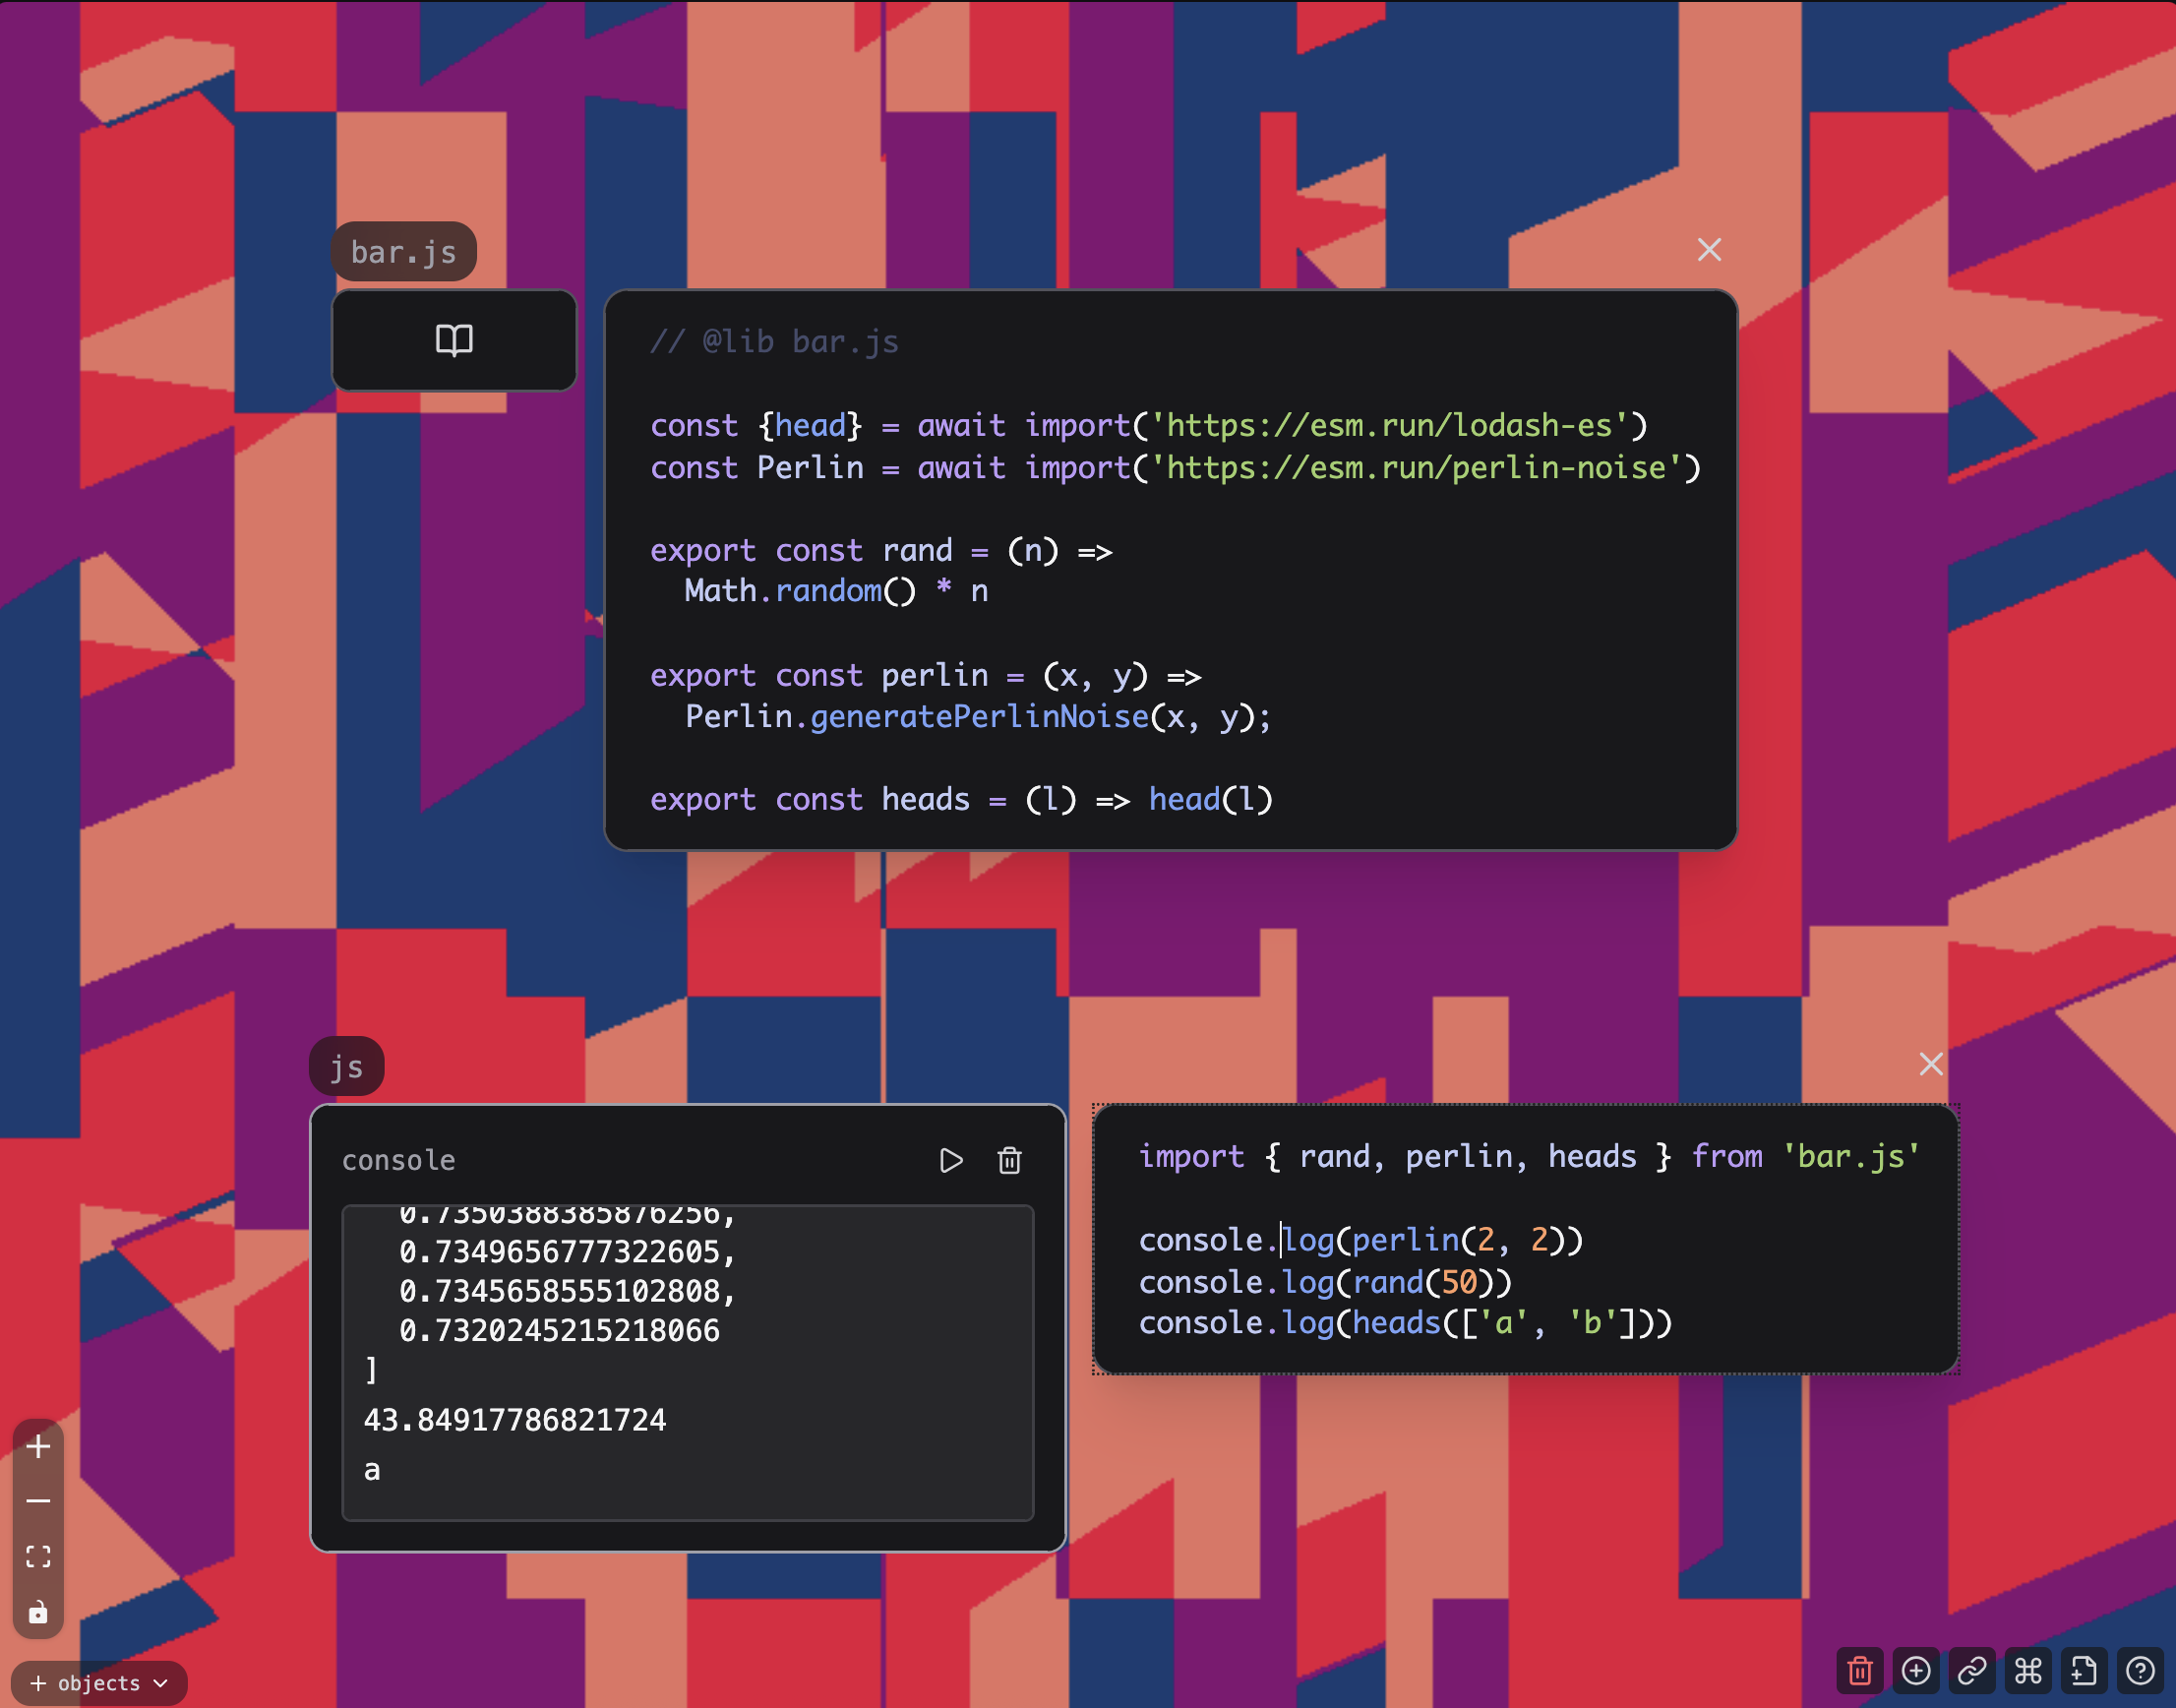 bar.js
// @lib bar.js
const {head} = await import('https://esm.run/lodash-es')
const Perlin = await import('https://esm.run/perlin-noise')
export const rand = (n) =>
  Math.random() * n
export const perlin = (x, y) =>
  Perlin.generatePerlinNoise(x, y);
export const heads = (l) => head(l)
js
console
0.7350388385876256,
0.7349656777322605,
0.7345658555102808,
0.7320245215218066
]
43.84917786821724
a
import { rand, perlin, heads } from 'bar.js'
console.log(perlin(2, 2))
console.log(rand(50))
console.log(heads(['a', 'b']))
+ objects